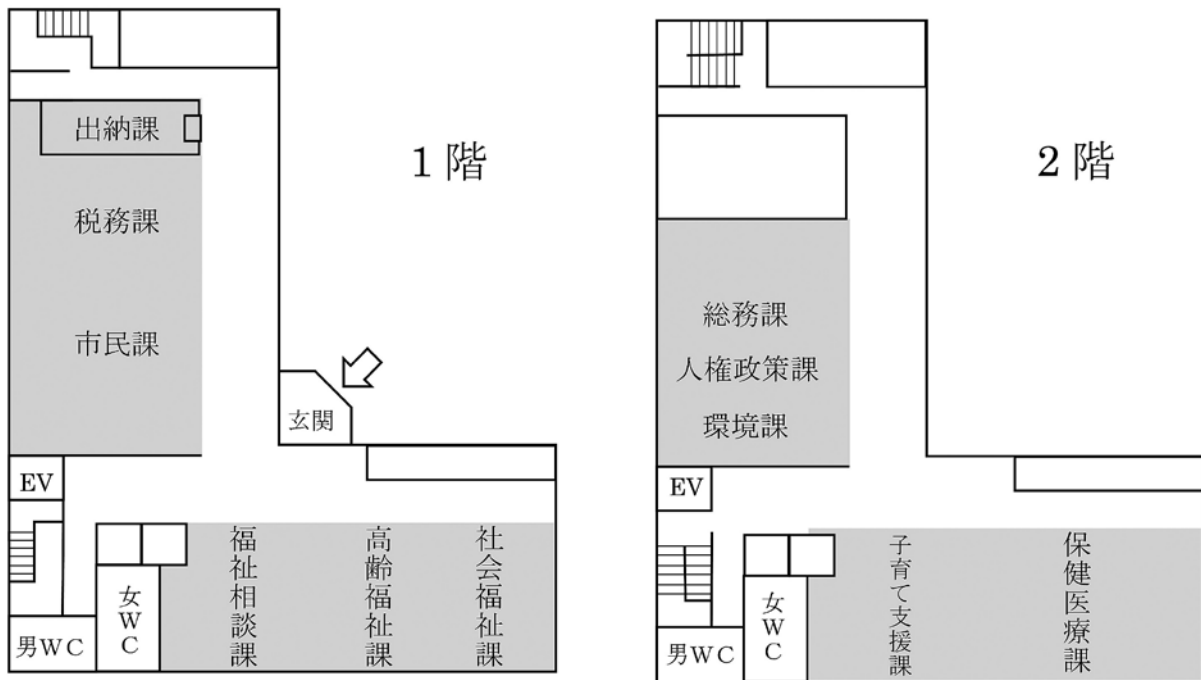 1階
出納課
税務課
市民課
玄関
EV
福祉相談課
高齢福祉課
社会福祉課
女WC
男WC
2階
総務課
人権政策課
環境課
EV
子育て支援課
保健医療課
女WC
男WC